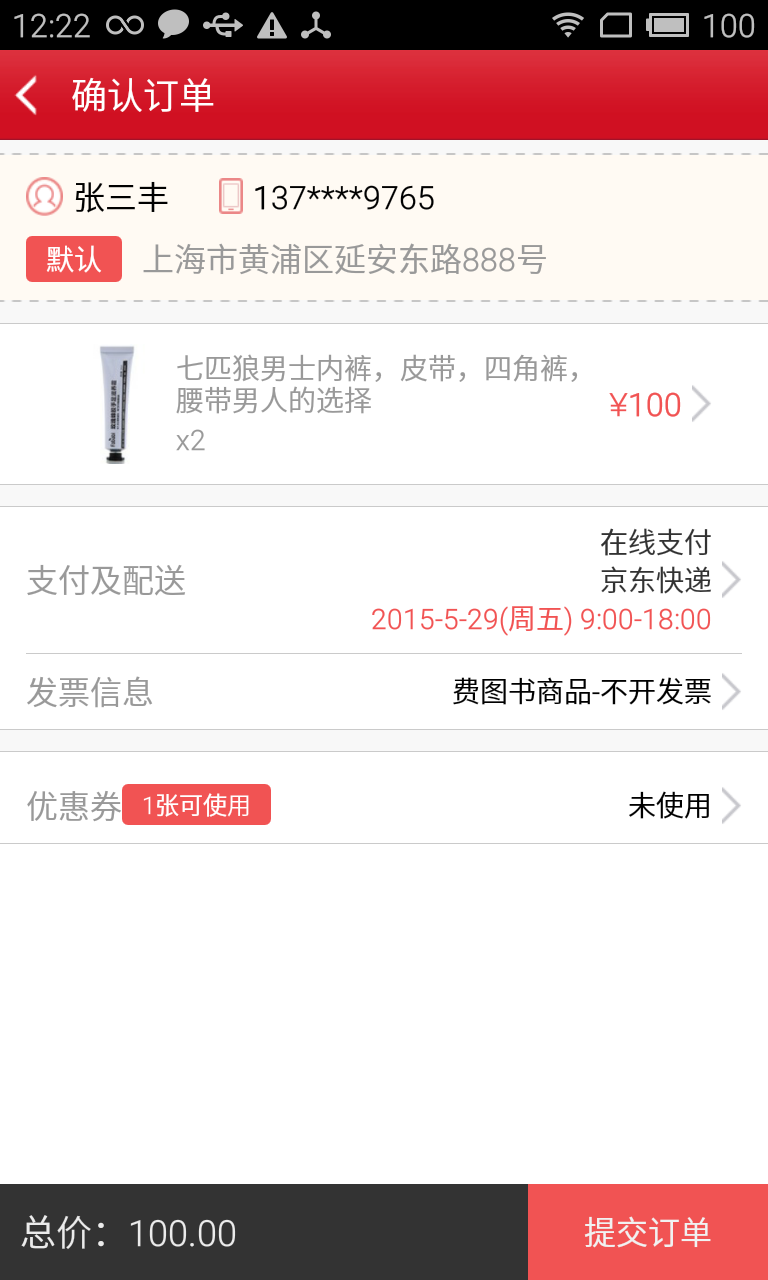 12:22
100
确认订单
张三丰
137****9765
默认
上海市黄浦区延安东路888号
七匹狼男士内裤，皮带，四角裤，
腰带男人的选择
¥100
x2
支付及配送
在线支付
京东快递
2015-5-29(周五) 9:00-18:00
发票信息
费图书商品-不开发票
优惠券
1张可使用
未使用
总价：100.00
提交订单